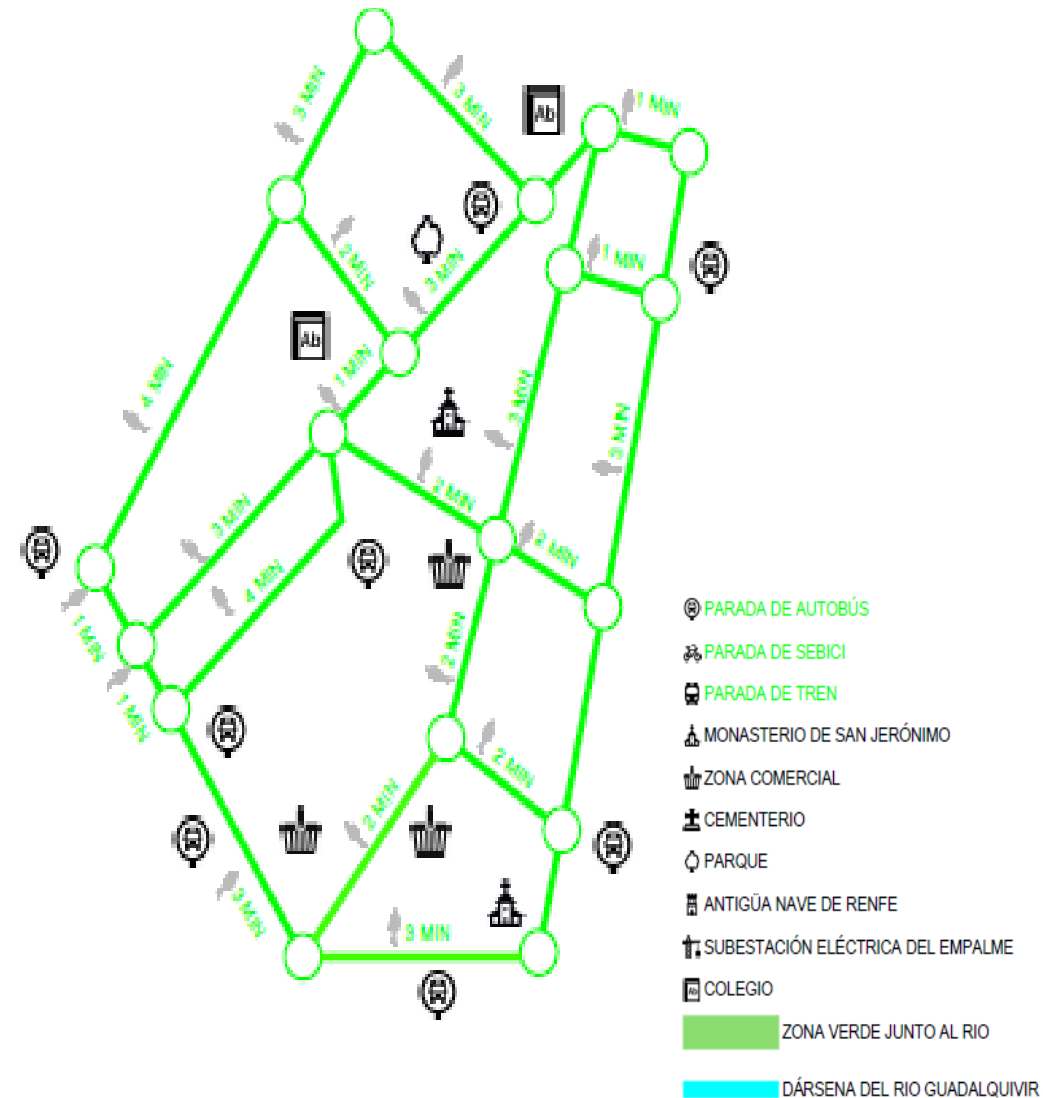 3 MIN
3 MIN
Ab
1 MIN
1 MIN
2 MIN
3 MIN
Ab
1 MIN
4 MIN
3 MIN
2 MIN
3 MIN
4 MIN
2 MIN
1 MIN
1 MIN
2 MIN
2 MIN
2 MIN
3 MIN
3 MIN
PARADA DE AUTOBÚS
PARADA DE SEBICI
PARADA DE TREN
MONASTERIO DE SAN JERÓNIMO
ZONA COMERCIAL
CEMENTERIO
PARQUE
ANTIGÜA NAVE DE RENFE
SUBESTACIÓN ELÉCTRICA DEL EMPALME
Ab COLEGIO
ZONA VERDE JUNTO AL RIO
DÁRSENA DEL RIO GUADALQUIVIR